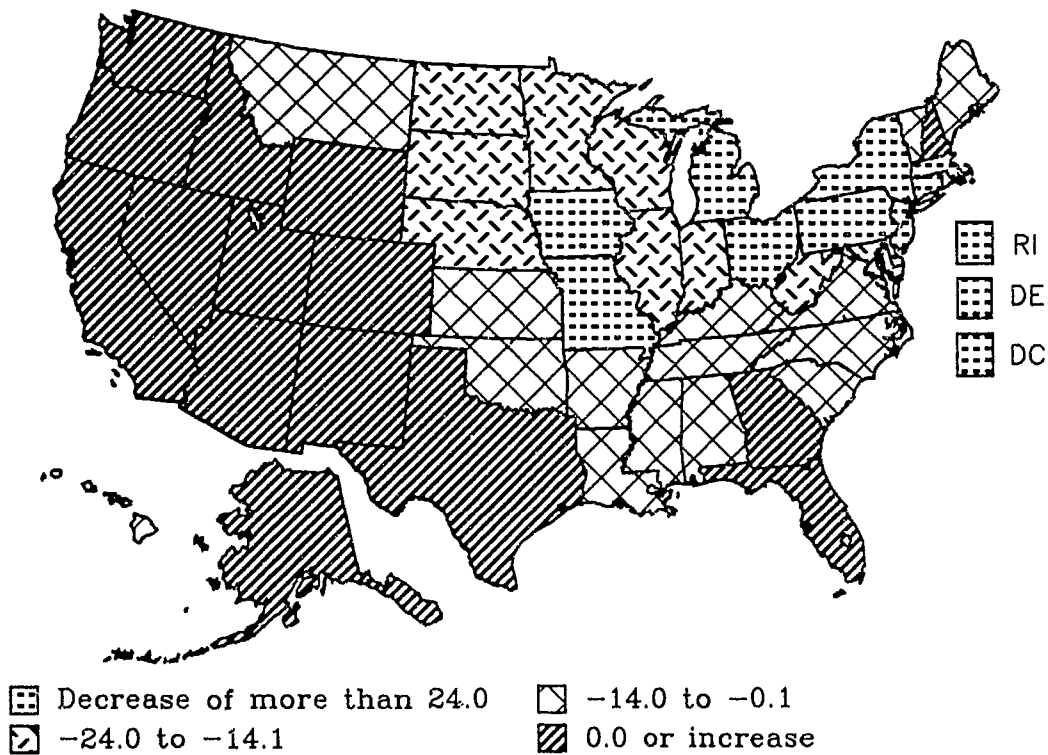 RI
DE
DC
Decrease of more than 24.0
-14.0 to -0.1
-24.0 to -14.1
0.0 or increase